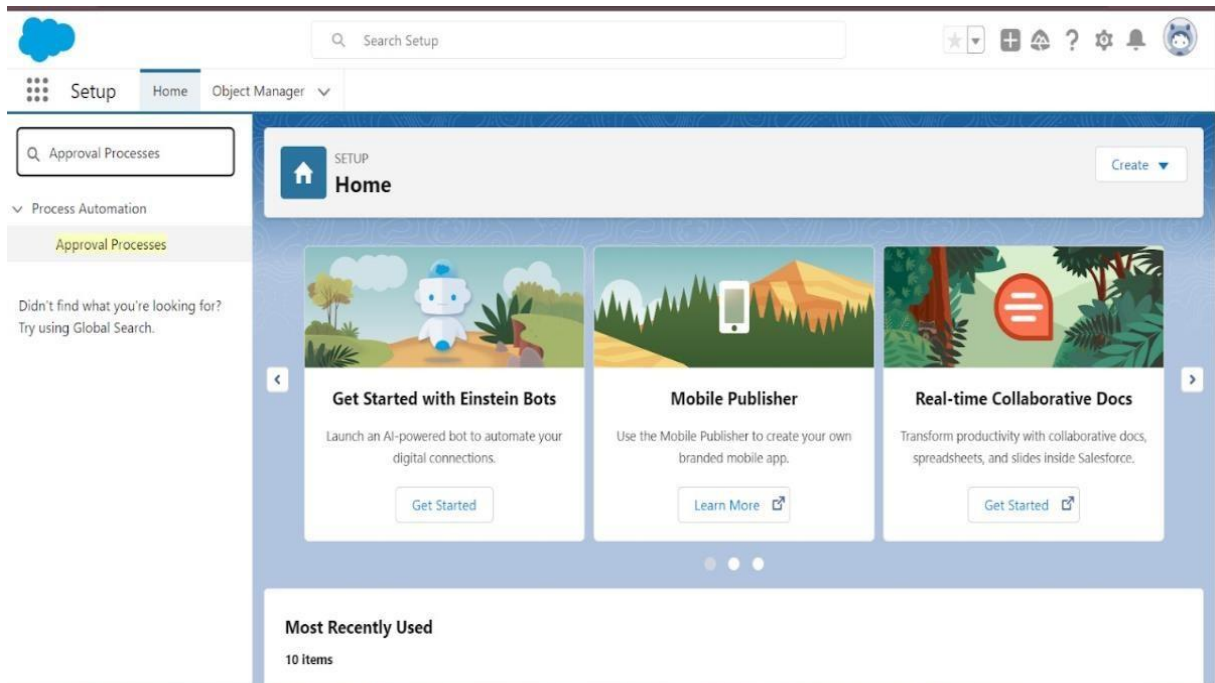 Search Setup
Setup Home Object Manager
Approval Processes
Process Automation
Approval Processes
Didn't find what you're looking for?
Try using Global Search.
SETUP
Home
Create
Get Started with Einstein Bots
Launch an AI-powered bot to automate your
digital connections.
Get Started
Mobile Publisher
Use the Mobile Publisher to create your own
branded mobile app.
Learn More
Real-time Collaborative Docs
Transform productivity with collaborative docs,
spreadsheets, and slides inside Salesforce.
Get Started
Most Recently Used
10 items